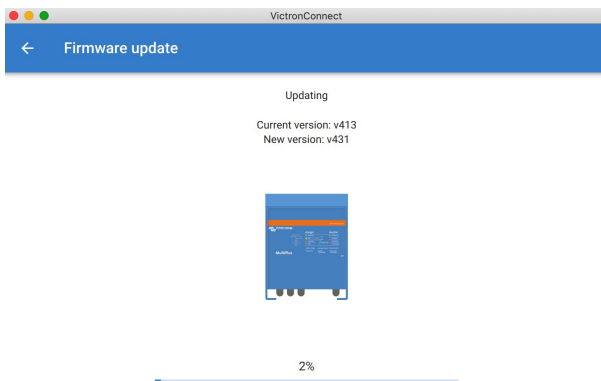 VictronConnect
Firmware update
Updating
Current version: v413
New version: v431
MultiPlus
2%